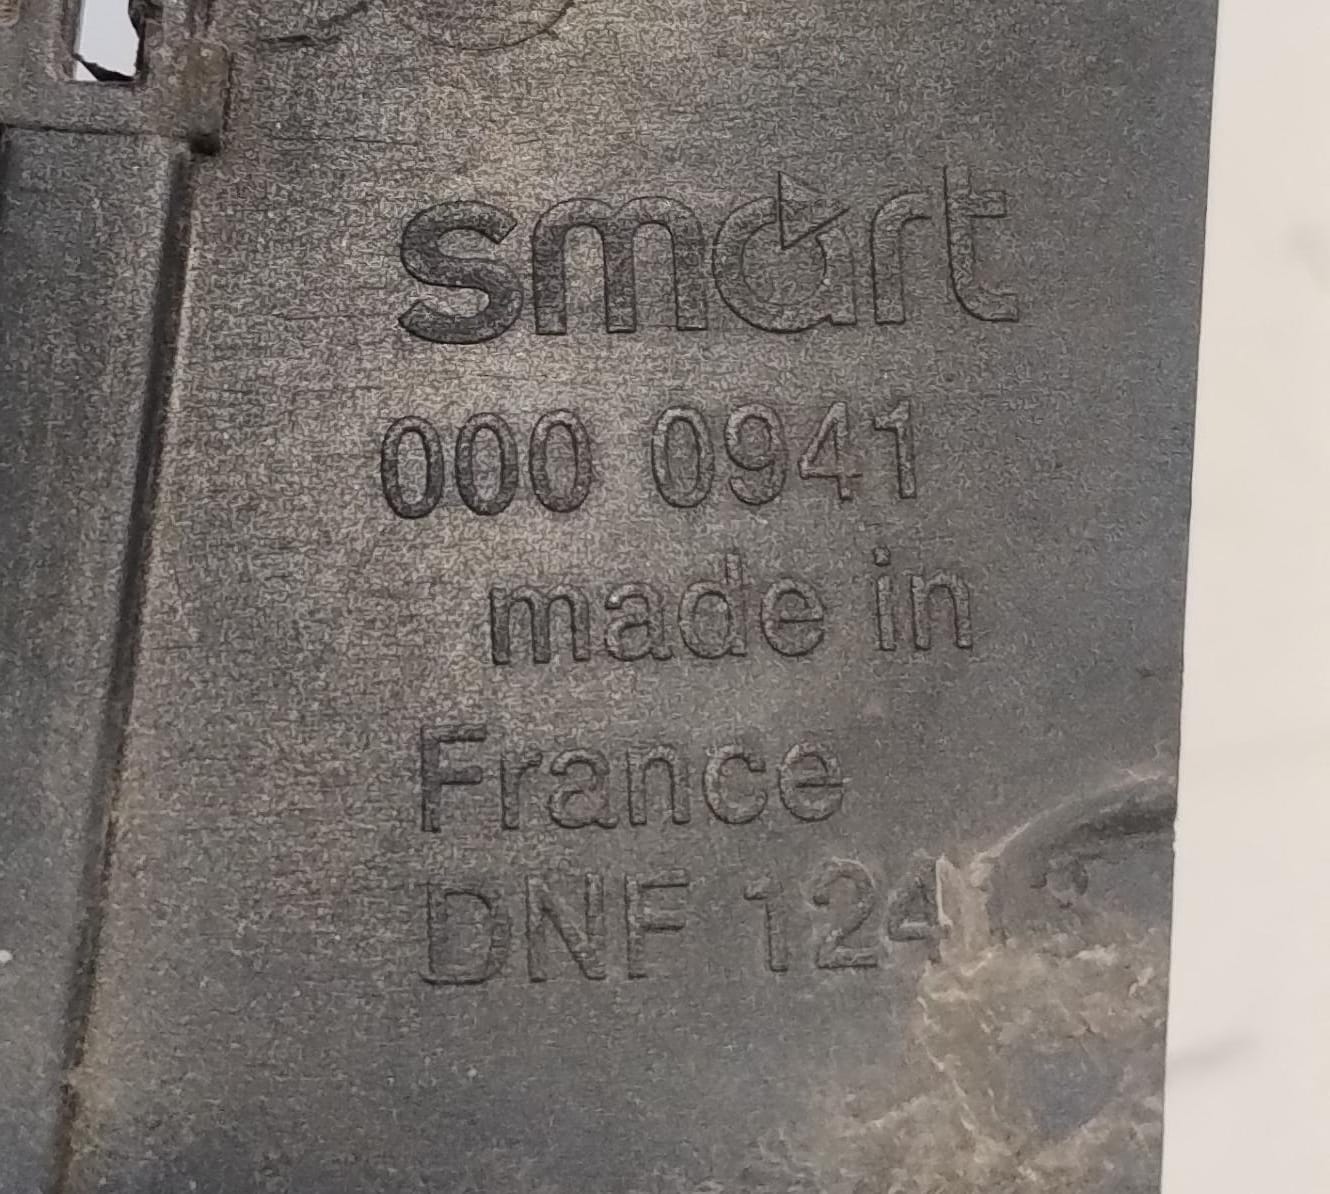 smart
000 0941
made in
France
DNF 124